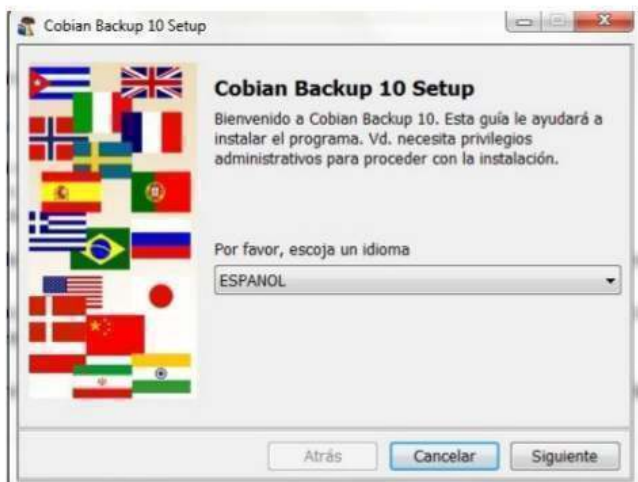 Cobian Backup 10 Setup
Cobian Backup 10 Setup
Bienvenido a Cobian Backup 10. Esta guía le ayudará a
instalar el programa. Vd. necesita privilegios
administrativos para proceder con la instalación.
Por favor, escoja un idioma
ESPANOL
Atrás
Cancelar
Siguiente